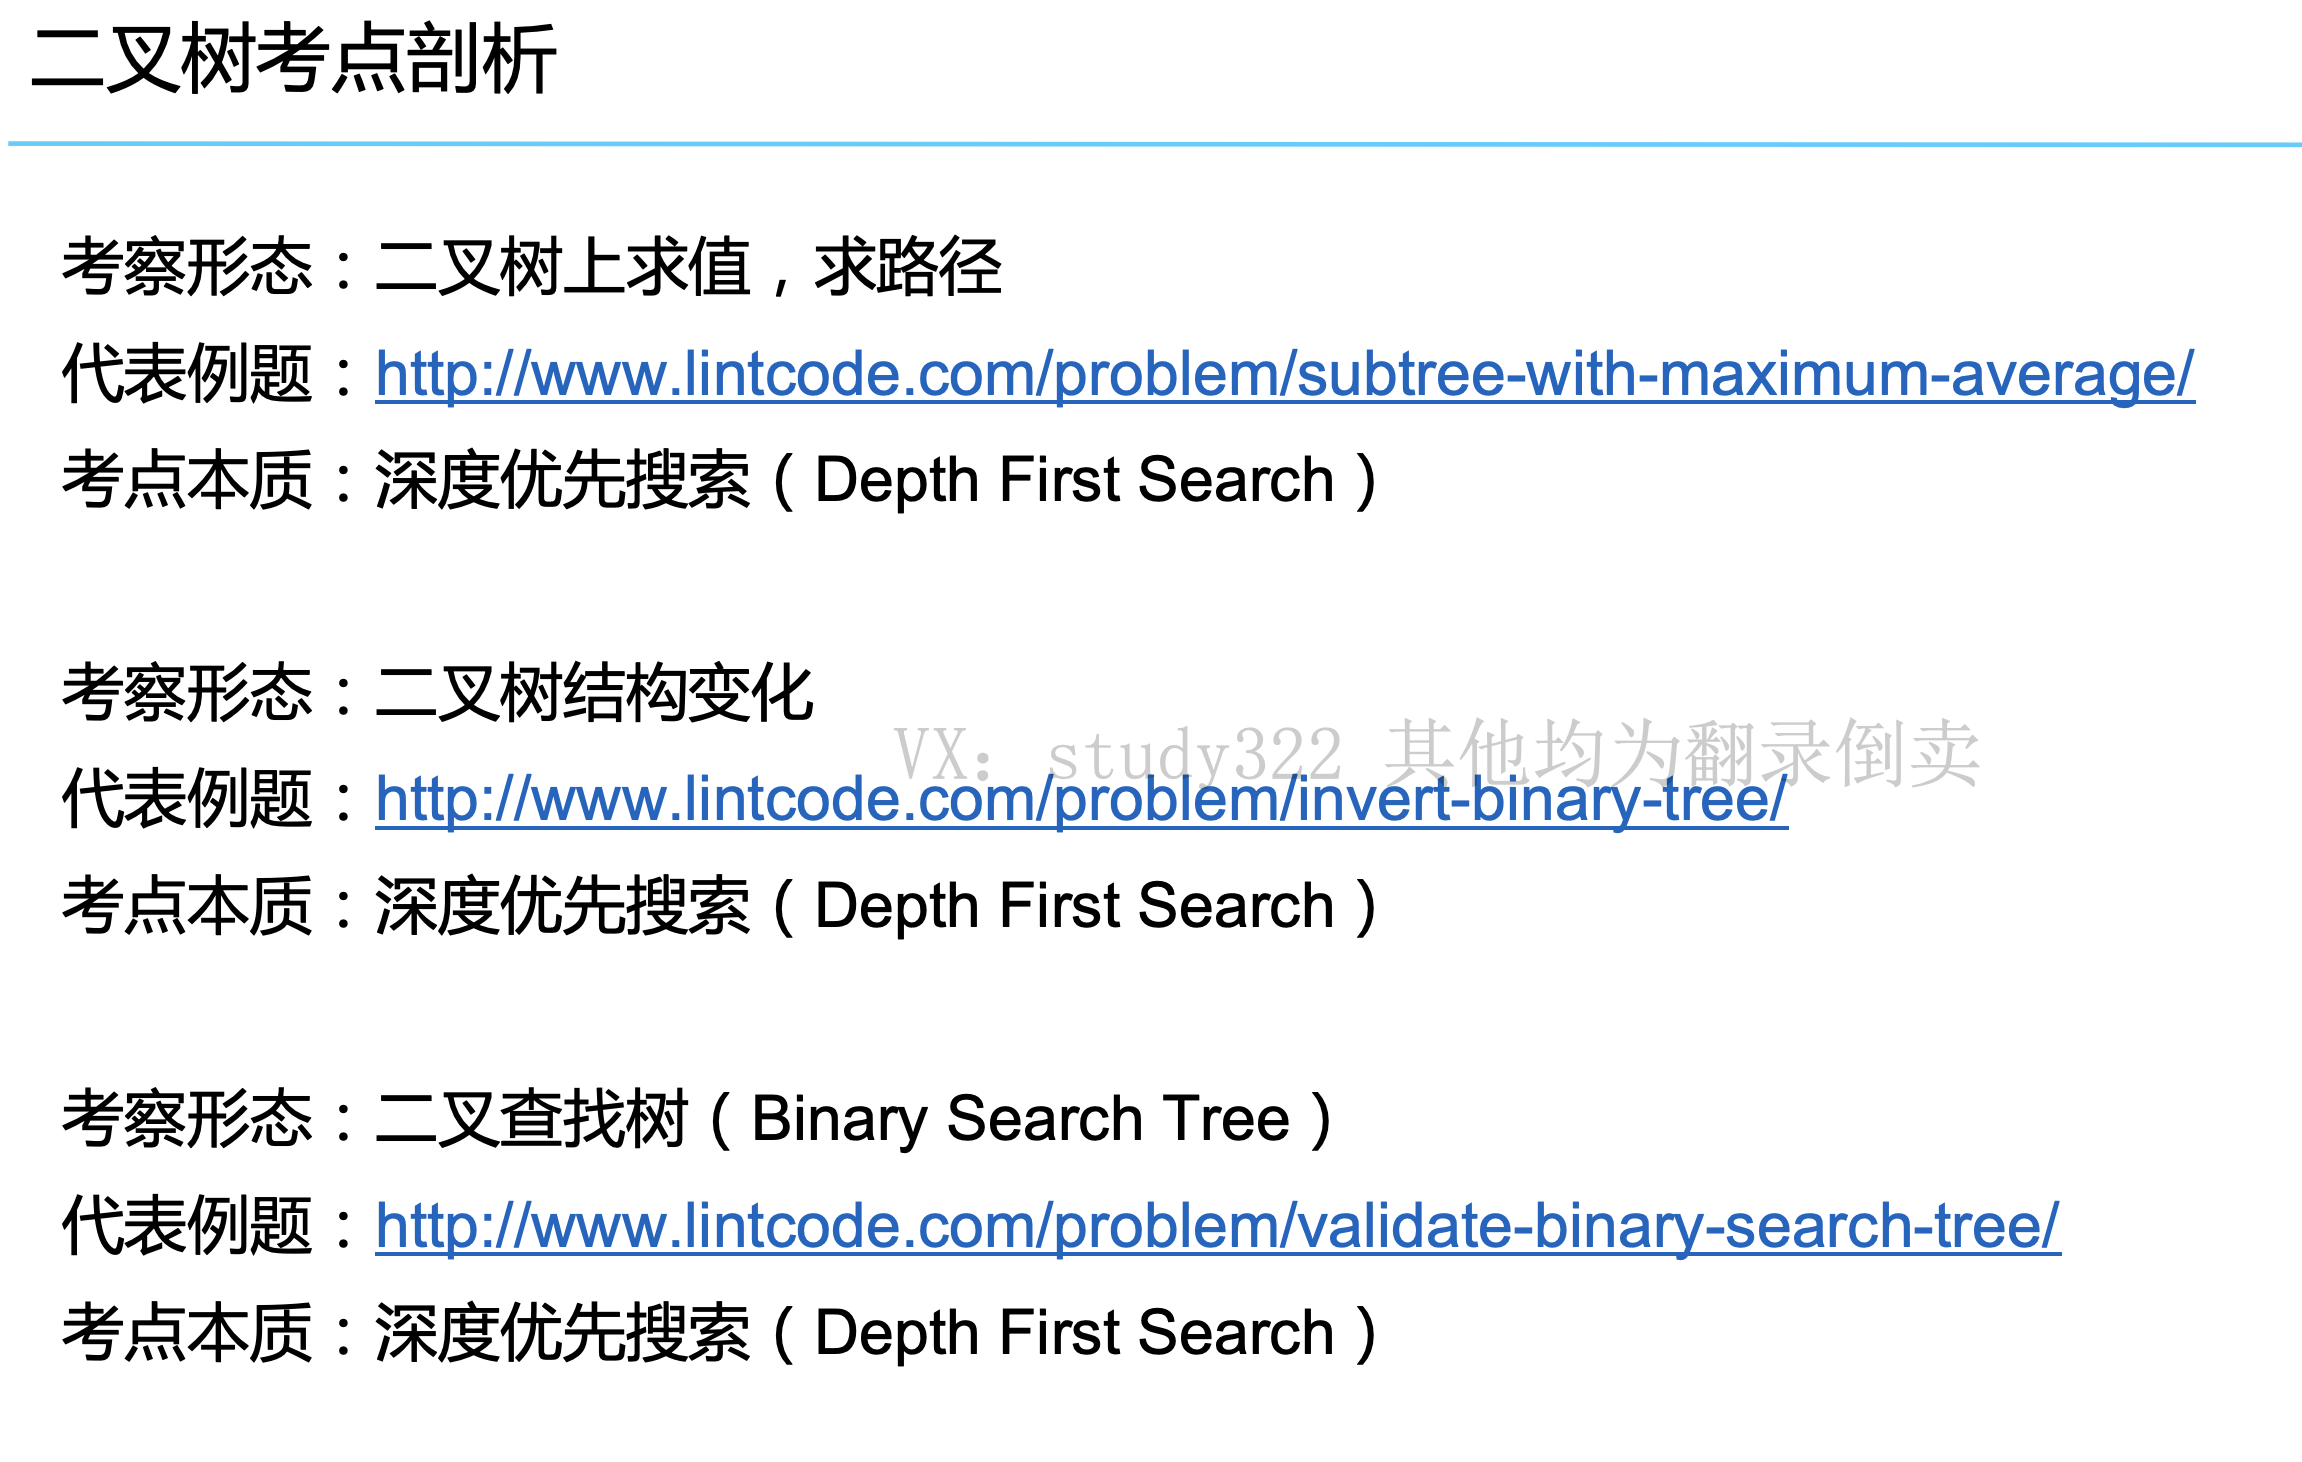 二叉树考点剖析
考察形态：二叉树上求值，求路径
代表例题：http://www.lintcode.com/problem/subtree-with-maximum-average/
考点本质：深度优先搜索（Depth First Search）
考察形态：二叉树结构变化
VX：study322 其他均为翻录倒卖
代表例题：http://www.lintcode.com/problem/invert-binary-tree/
考点本质：深度优先搜索（Depth First Search）
考察形态：二叉查找树（Binary Search Tree）
代表例题：http://www.lintcode.com/problem/validate-binary-search-tree/
考点本质：深度优先搜索（Depth First Search）